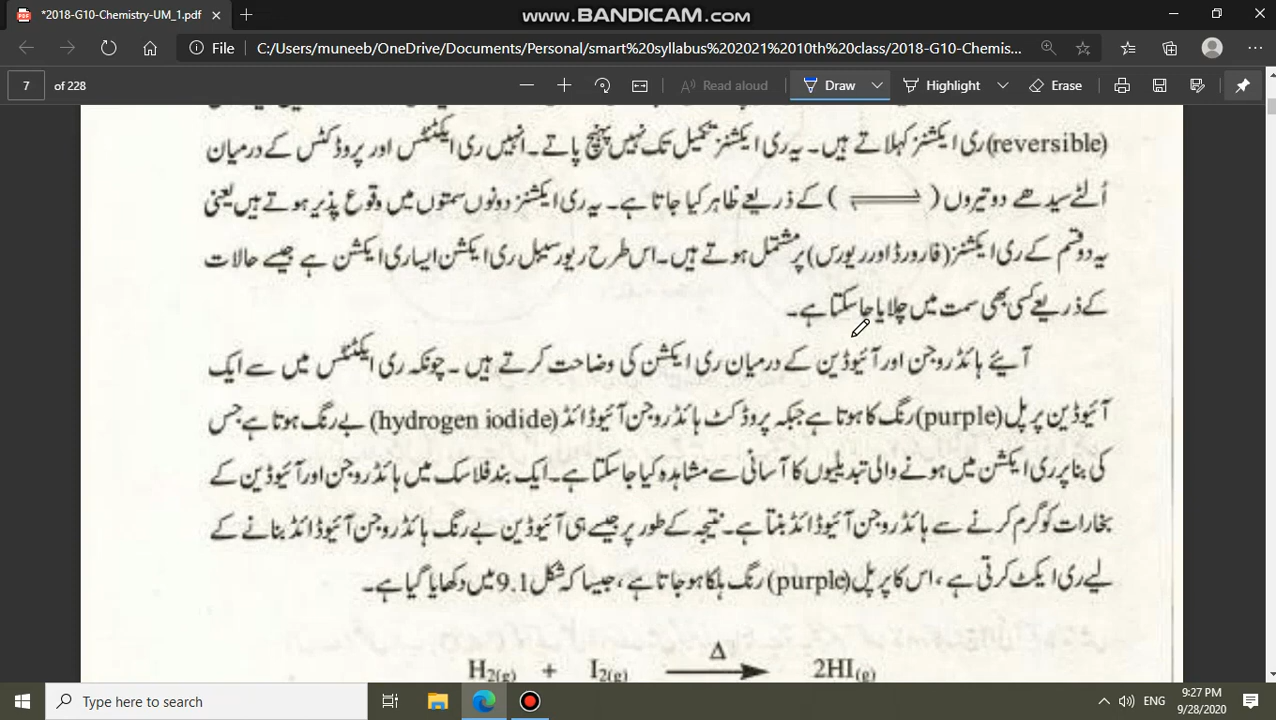 *2018-G10-Chemistry-UM_1.pdf
www.BANDICAM.com
File C:/Users/muneeb/OneDrive/Documents/Personal/smart%20syllabus%202021%2010th%20class/2018-G10-Chemis...
7 of 228 Read aloud Draw Highlight Erase
(reversible) ری ایکشنز کہلاتے ہیں۔ یہ ری ایکشنز تکمیل تک نہیں پہنچ پاتے۔ انہیں ری ایکٹنٹس اور پروڈکٹس کے درمیان
اُلٹے سیدھے دو تیروں (⇌) کے ذریعے ظاہر کیا جاتا ہے۔ یہ ری ایکشنز دونوں سمتوں میں وقوع پذیر ہوتے ہیں یعنی
یہ دو قسم کے ری ایکشنز (فارورڈ اور ریورس) پر مشتمل ہوتے ہیں۔ اس طرح ریورسیبل ری ایکشن ایسا ری ایکشن ہے جسے حالات
کے ذریعے کسی بھی سمت میں چلایا جا سکتا ہے۔
آیئے ہائڈروجن اور آئیوڈین کے درمیان ری ایکشن کی وضاحت کرتے ہیں۔ چونکہ ری ایکٹنٹس میں سے ایک
آئیوڈین پرپل (purple) رنگ کا ہوتا ہے جبکہ پروڈکٹ ہائڈروجن آئیوڈائڈ (hydrogen iodide) بے رنگ ہوتا ہے جس
کی بنا پر ری ایکشن میں ہونے والی تبدیلیوں کا آسانی سے مشاہدہ کیا جا سکتا ہے۔ ایک بند فلاسک میں ہائڈروجن اور آئیوڈین کے
بخارات کو گرم کرنے سے ہائڈروجن آئیوڈائڈ بنتا ہے۔ نتیجہ کے طور پر جیسے ہی آئیوڈین بے رنگ ہائڈروجن آئیوڈائڈ بنانے کے
لیے ری ایکٹ کرتی ہے، اس کا پرپل (purple) رنگ ہلکا ہو جاتا ہے، جیسا کہ شکل 9.1 میں دکھایا گیا ہے۔
Δ
H2(g) + I2(g) ⟶ 2HI(g)
Type here to search ENG 9:27 PM
9/28/2020